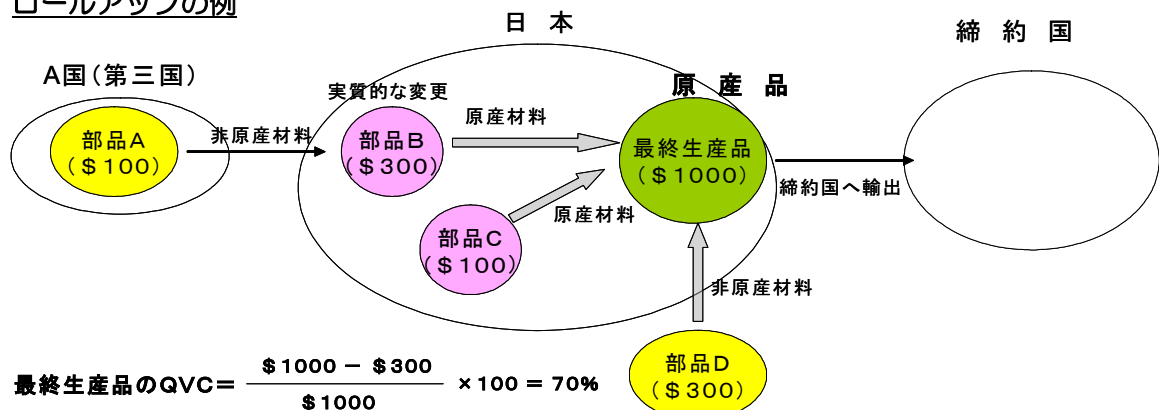 ロールアップの例
日 本
締 約 国
A国(第三国)
原 産 品
実質的な変更
部品A
($100)
非原産材料
部品B
($300)
原産材料
最終生産品
($1000)
締約国へ輸出
部品C
($100)
原産材料
非原産材料
部品D
($300)
最終生産品のQVC= $1000 - $300 ×100 = 70%
$1000